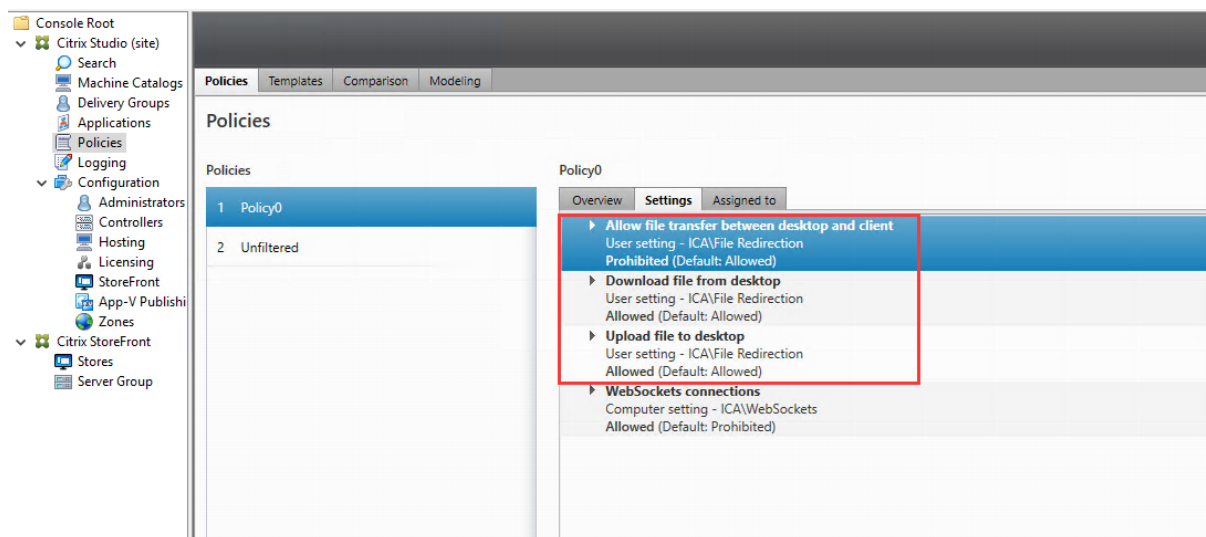 Console Root
Citrix Studio (site)
Search
Machine Catalogs
Delivery Groups
Applications
Policies
Logging
Configuration
Administrators
Controllers
Hosting
Licensing
StoreFront
App-V Publishi
Zones
Citrix StoreFront
Stores
Server Group
Policies Templates Comparison Modeling
Policies
Policies
1 Policy0
2 Unfiltered
Policy0
Overview Settings Assigned to
Allow file transfer between desktop and client
User setting - ICA\File Redirection
Prohibited (Default: Allowed)
Download file from desktop
User setting - ICA\File Redirection
Allowed (Default: Allowed)
Upload file to desktop
User setting - ICA\File Redirection
Allowed (Default: Allowed)
WebSockets connections
Computer setting - ICA\WebSockets
Allowed (Default: Prohibited)